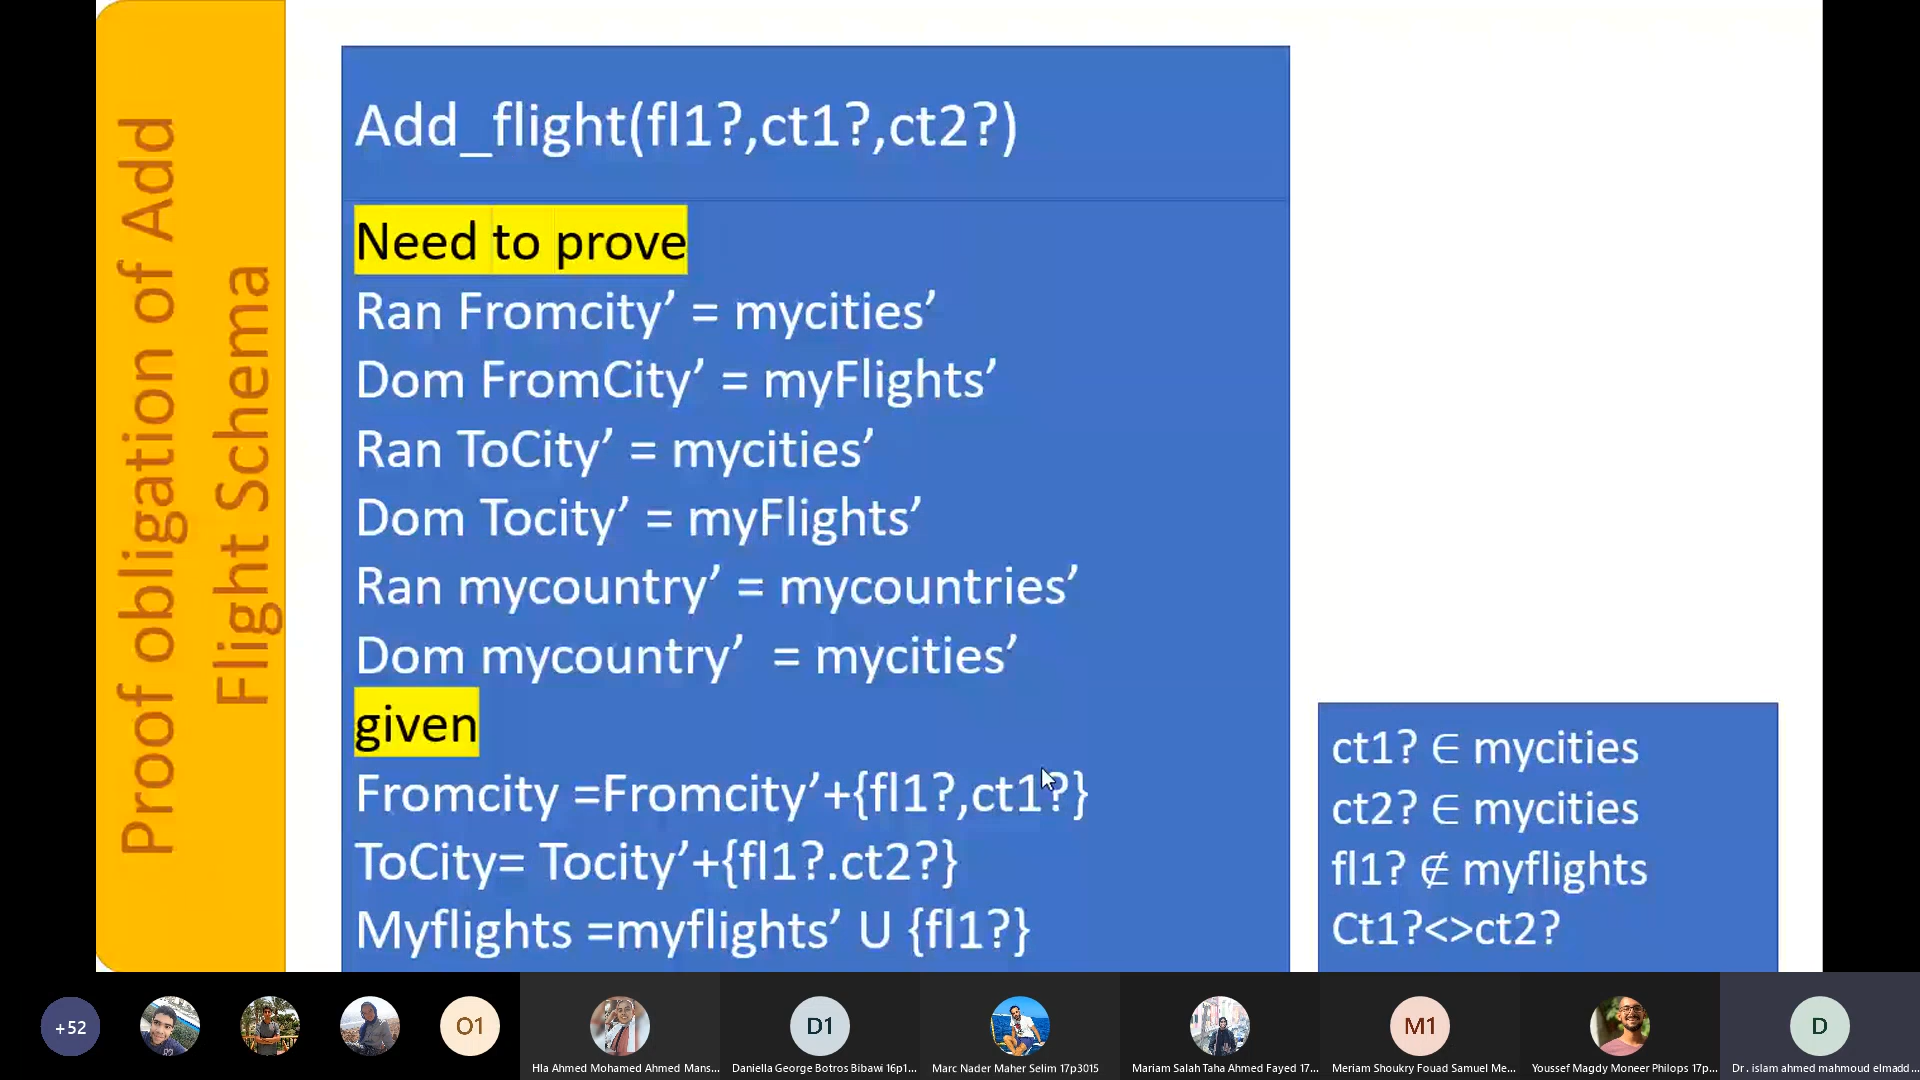 Proof obligation of Add
Flight Schema
Add_flight(fl1?,ct1?,ct2?)
Need to prove
Ran Fromcity’ = mycities’
Dom FromCity’ = myFlights’
Ran ToCity’ = mycities’
Dom Tocity’ = myFlights’
Ran mycountry’ = mycountries’
Dom mycountry’ = mycities’
given
Fromcity =Fromcity’+{fl1?,ct1?}
ToCity= Tocity’+{fl1?.ct2?}
Myflights =myflights’ U {fl1?}
ct1? ∈ mycities
ct2? ∈ mycities
fl1? ∉ myflights
Ct1?<>ct2?
+52
O1
D1
M1
D
Hla Ahmed Mohamed Ahmed Mans...
Daniella George Botros Bibawi 16p1...
Marc Nader Maher Selim 17p3015
Mariam Salah Taha Ahmed Fayed 17...
Meriam Shoukry Fouad Samuel Me...
Youssef Magdy Moneer Philops 17p...
Dr. islam ahmed mahmoud elmadd...